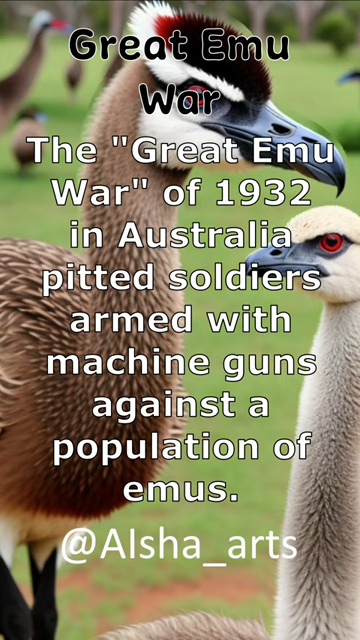 Great Emu
War
The "Great Emu
War" of 1932
in Australia
pitted soldiers
armed with
machine guns
against a
population of
emus.
@AIsha_arts